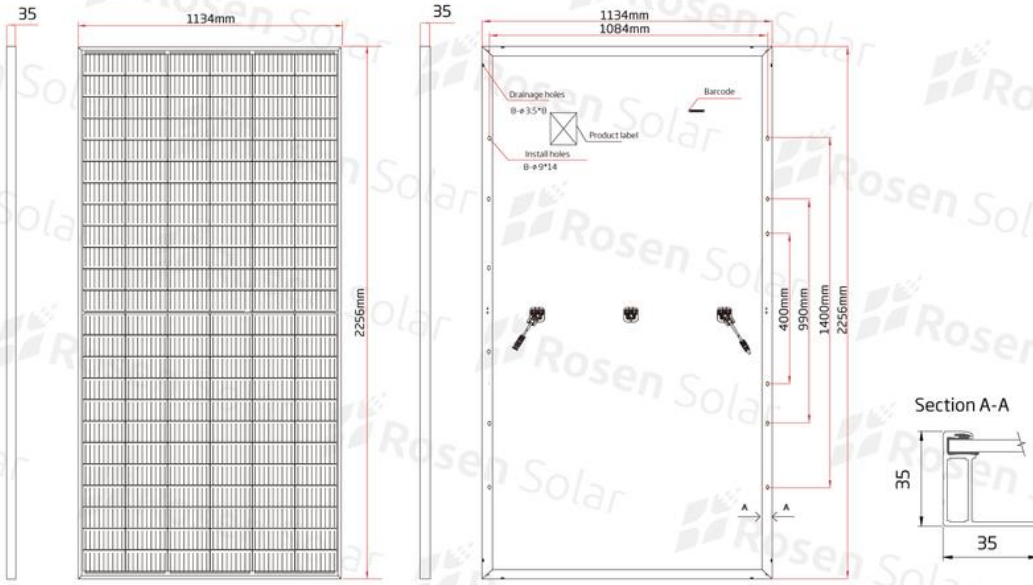 35
1134mm
2256mm
35
1134mm
1084mm
Drainage holes
8-ø3.5*8
Barcode
Product label
Install holes
8-ø9*14
400mm
990mm
1400mm
2256mm
A A
Section A-A
35
35
Rosen Solar